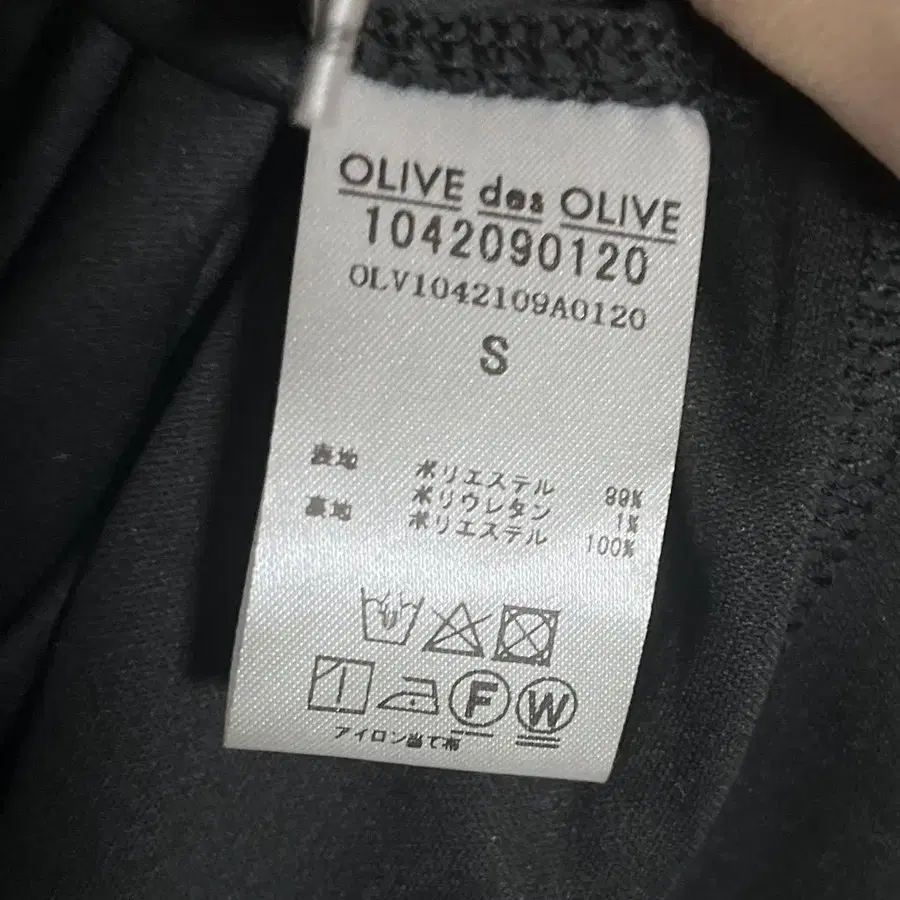 OLIVE des OLIVE
1042090120
OLV1042109A0120
S
表地 ポリエステル 99%
ポリウレタン 1%
裏地 ポリエステル 100%
F W
アイロン当て布